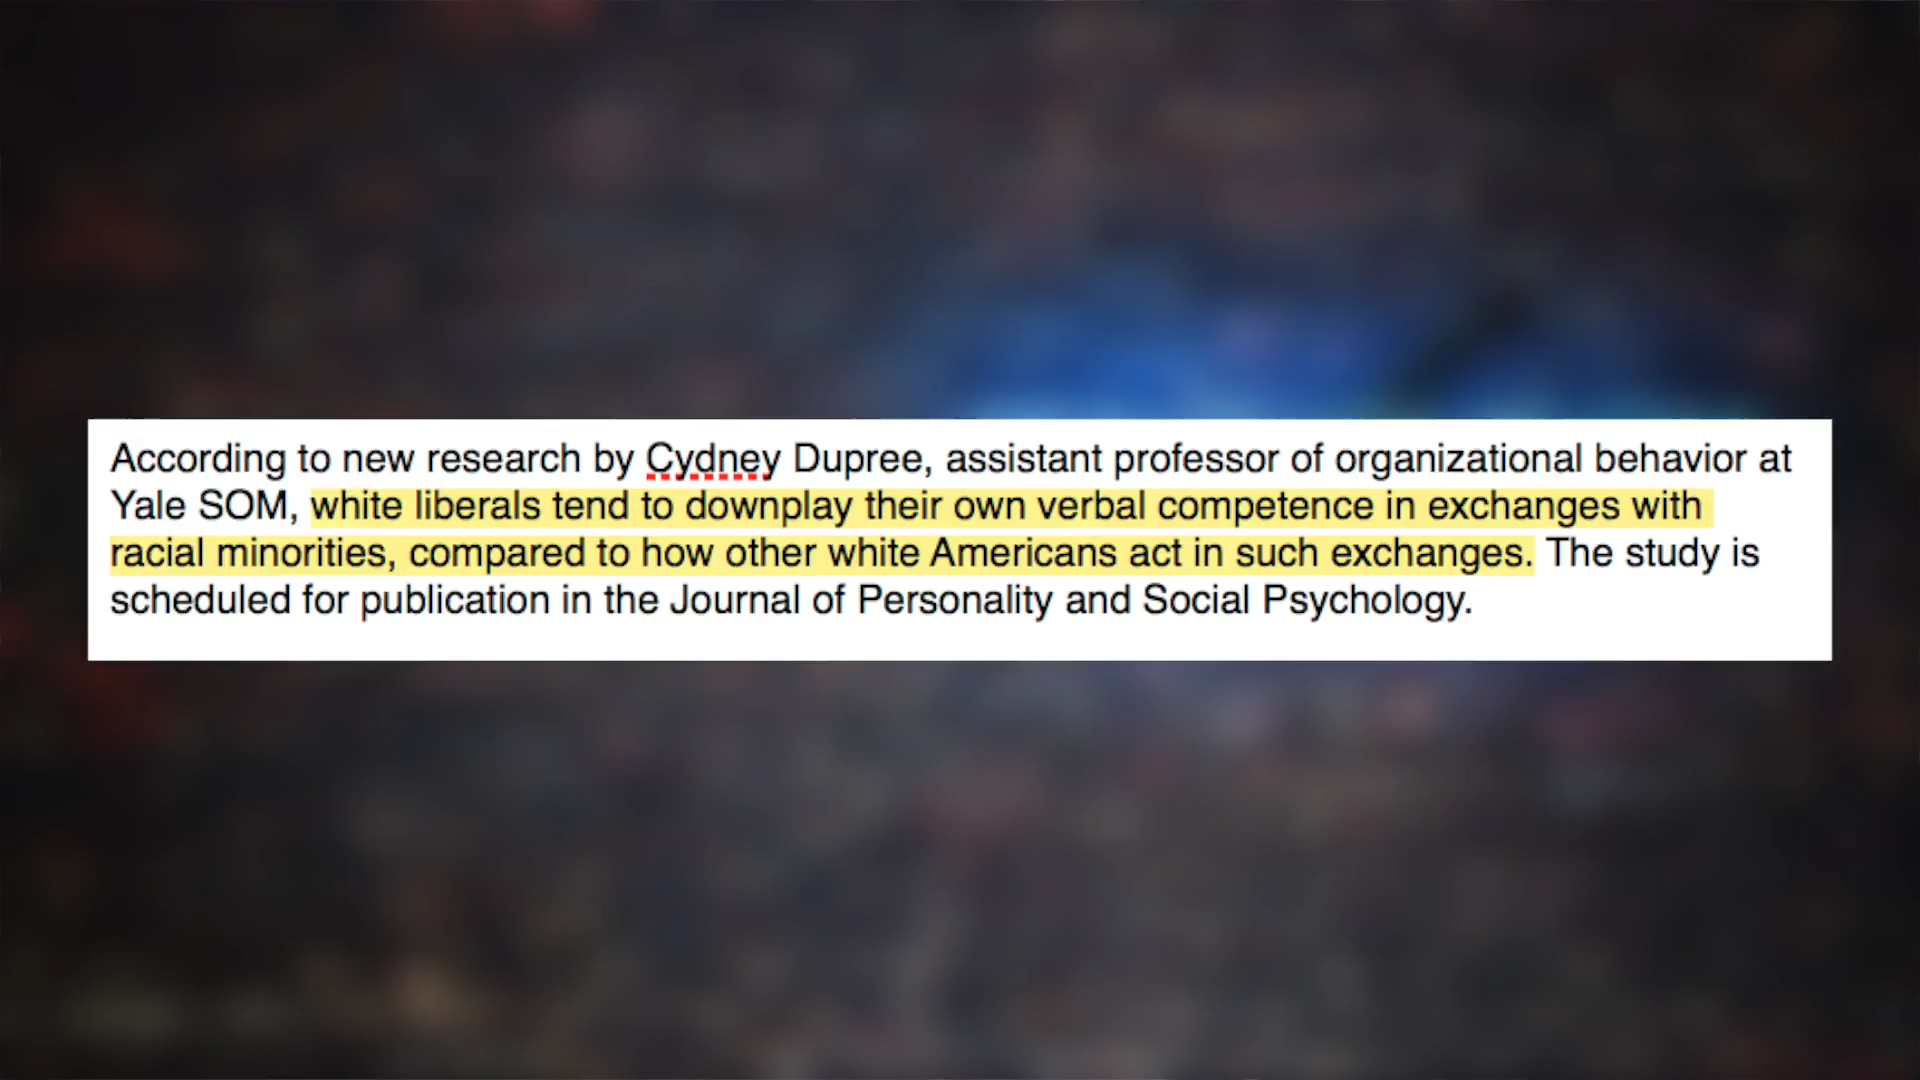 According to new research by Cydney Dupree, assistant professor of organizational behavior at
Yale SOM, white liberals tend to downplay their own verbal competence in exchanges with
racial minorities, compared to how other white Americans act in such exchanges. The study is
scheduled for publication in the Journal of Personality and Social Psychology.